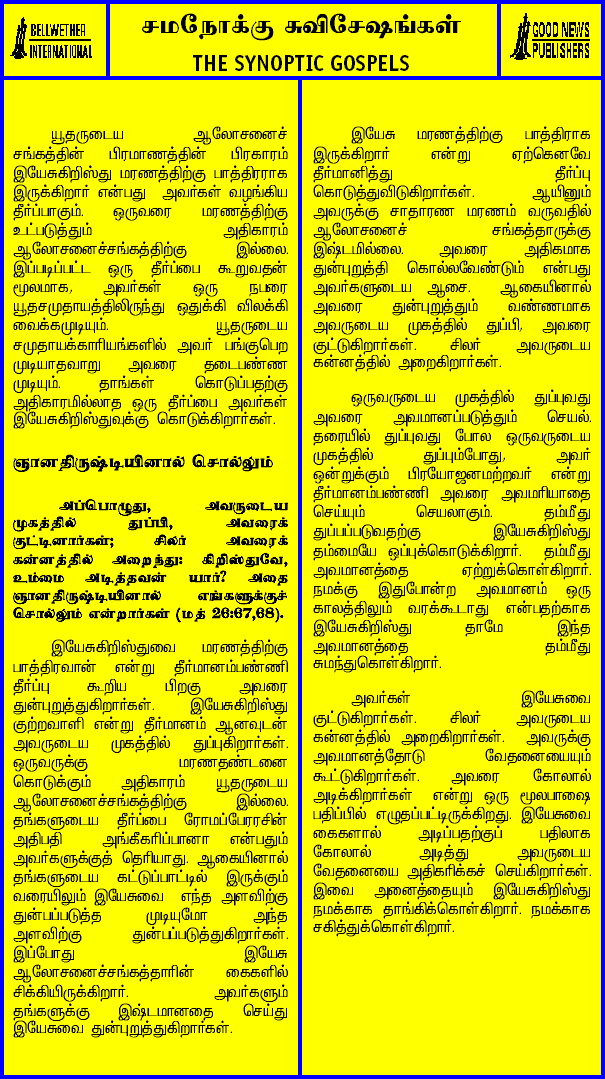 BELLWETHER
INTERNATIONAL
சமநோக்கு சுவிசேஷங்கள்
THE SYNOPTIC GOSPELS
GOOD NEWS
PUBLISHERS
யூதருடைய ஆலோசனைச்
சங்கத்தின் பிரமாணத்தின் பிரகாரம்
இயேசுகிறிஸ்து மரணத்திற்கு பாத்திரராக
இருக்கிறார் என்பது அவர்கள் வழங்கிய
தீர்ப்பாகும். ஒருவரை மரணத்திற்கு
உட்படுத்தும் அதிகாரம்
ஆலோசனைச்சங்கத்திற்கு இல்லை.
இப்படிப்பட்ட ஒரு தீர்ப்பை கூறுவதன்
மூலமாக, அவர்கள் ஒரு நபரை
யூதசமுதாயத்திலிருந்து ஒதுக்கி விலக்கி
வைக்கமுடியும். யூதருடைய
சமுதாயக்காரியங்களில் அவர் பங்குபெற
முடியாதவாறு அவரை தடைபண்ண
முடியும். தாங்கள் கொடுப்பதற்கு
அதிகாரமில்லாத ஒரு தீர்ப்பை அவர்கள்
இயேசுகிறிஸ்துவுக்கு கொடுக்கிறார்கள்.
ஞானதிருஷ்டியினால் சொல்லும்
அப்பொழுது, அவருடைய
முகத்தில் துப்பி, அவரைக்
குட்டினார்கள்; சிலர் அவரைக்
கன்னத்தில் அறைந்து: கிறிஸ்துவே,
உம்மை அடித்தவன் யார்? அதை
ஞானதிருஷ்டியினால் எங்களுக்குச்
சொல்லும் என்றார்கள் (மத் 26:67,68).
இயேசுகிறிஸ்துவை மரணத்திற்கு
பாத்திரவான் என்று தீர்மானம்பண்ணி
தீர்ப்பு கூறிய பிறகு அவரை
துன்புறுத்துகிறார்கள். இயேசுகிறிஸ்து
குற்றவாளி என்று தீர்மானம் ஆனவுடன்
அவருடைய முகத்தில் துப்புகிறார்கள்.
ஒருவருக்கு மரணதண்டனை
கொடுக்கும் அதிகாரம் யூதருடைய
ஆலோசனைச்சங்கத்திற்கு இல்லை.
தங்களுடைய தீர்ப்பை ரோமப்பேரரசின்
அதிபதி அங்கீகரிப்பானா என்பதும்
அவர்களுக்குத் தெரியாது. ஆகையினால்
தங்களுடைய கட்டுப்பாட்டில் இருக்கும்
வரையிலும் இயேசுவை எந்த அளவிற்கு
துன்பப்படுத்த முடியுமோ அந்த
அளவிற்கு துன்பப்படுத்துகிறார்கள்.
இப்போது இயேசு
ஆலோசனைச்சங்கத்தாரின் கைகளில்
சிக்கியிருக்கிறார். அவர்களும்
தங்களுக்கு இஷ்டமானதை செய்து
இயேசுவை துன்புறுத்துகிறார்கள்.
இயேசு மரணத்திற்கு பாத்திராக
இருக்கிறார் என்று ஏற்கெனவே
தீர்மானித்து தீர்ப்பு
கொடுத்துவிடுகிறார்கள். ஆயினும்
அவருக்கு சாதாரண மரணம் வருவதில்
ஆலோசனைச் சங்கத்தாருக்கு
இஷ்டமில்லை. அவரை அதிகமாக
துன்புறுத்தி கொல்லவேண்டும் என்பது
அவர்களுடைய ஆசை. ஆகையினால்
அவரை துன்புறுத்தும் வண்ணமாக
அவருடைய முகத்தில் துப்பி, அவரை
குட்டுகிறார்கள். சிலர் அவருடைய
கன்னத்தில் அறைகிறார்கள்.
ஒருவருடைய முகத்தில் துப்புவது
அவரை அவமானப்படுத்தும் செயல்.
தரையில் துப்புவது போல ஒருவருடைய
முகத்தில் துப்பும்போது, அவர்
ஒன்றுக்கும் பிரயோஜனமற்றவர் என்று
தீர்மானம்பண்ணி அவரை அவமரியாதை
செய்யும் செயலாகும். தம்மீது
துப்பப்படுவதற்கு இயேசுகிறிஸ்து
தம்மையே ஒப்புக்கொடுக்கிறார். தம்மீது
அவமானத்தை ஏற்றுக்கொள்கிறார்.
நமக்கு இதுபோன்ற அவமானம் ஒரு
காலத்திலும் வரக்கூடாது என்பதற்காக
இயேசுகிறிஸ்து தாமே இந்த
அவமானத்தை தம்மீது
சுமந்துகொள்கிறார்.
அவர்கள் இயேசுவை
குட்டுகிறார்கள். சிலர் அவருடைய
கன்னத்தில் அறைகிறார்கள். அவருக்கு
அவமானத்தோடு வேதனையையும்
கூட்டுகிறார்கள். அவரை கோலால்
அடிக்கிறார்கள் என்று ஒரு மூலபாஷை
பதிப்பில் எழுதப்பட்டிருக்கிறது. இயேசுவை
கைகளால் அடிப்பதற்குப் பதிலாக
கோலால் அடித்து அவருடைய
வேதனையை அதிகரிக்கச் செய்கிறார்கள்.
இவை அனைத்தையும் இயேசுகிறிஸ்து
நமக்காக தாங்கிக்கொள்கிறார். நமக்காக
சகித்துக்கொள்கிறார்.